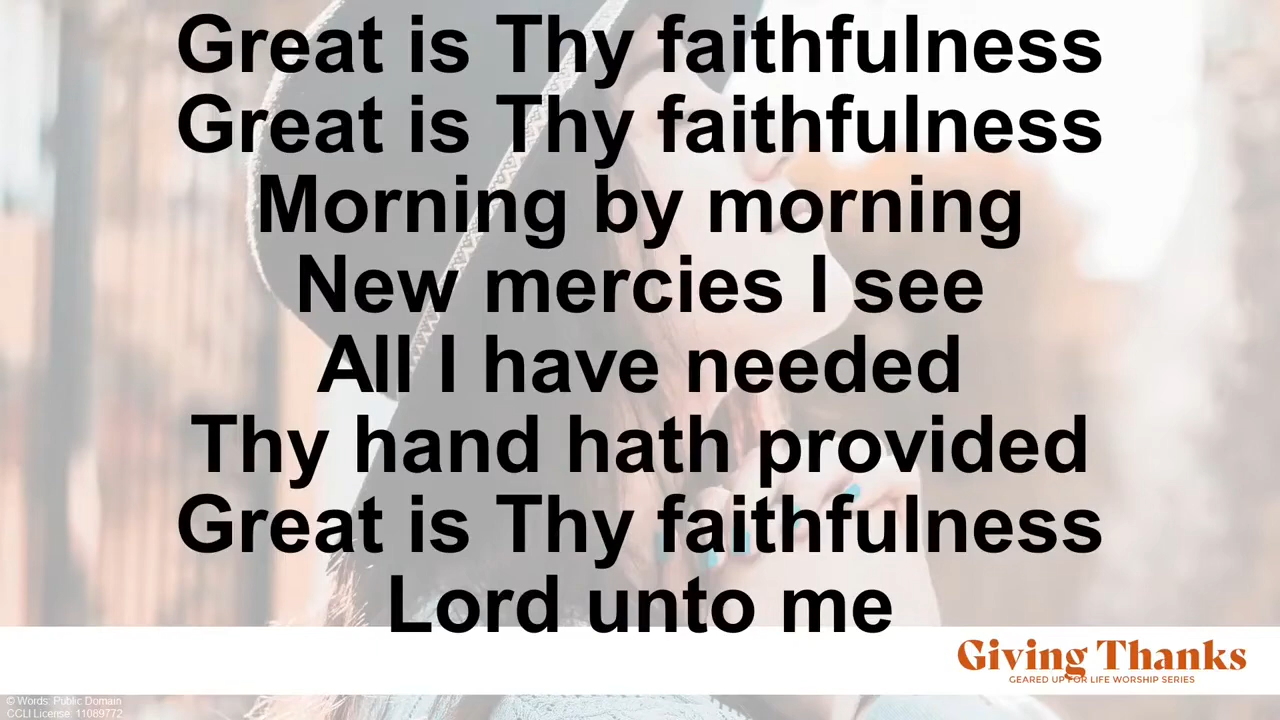 Great is Thy faithfulness
Great is Thy faithfulness
Morning by morning
New mercies I see
All I have needed
Thy hand hath provided
Great is Thy faithfulness
Lord unto me
Giving Thanks
GEARED UP FOR LIFE WORSHIP SERIES
© Words: Public Domain
CCLI License: 11089772